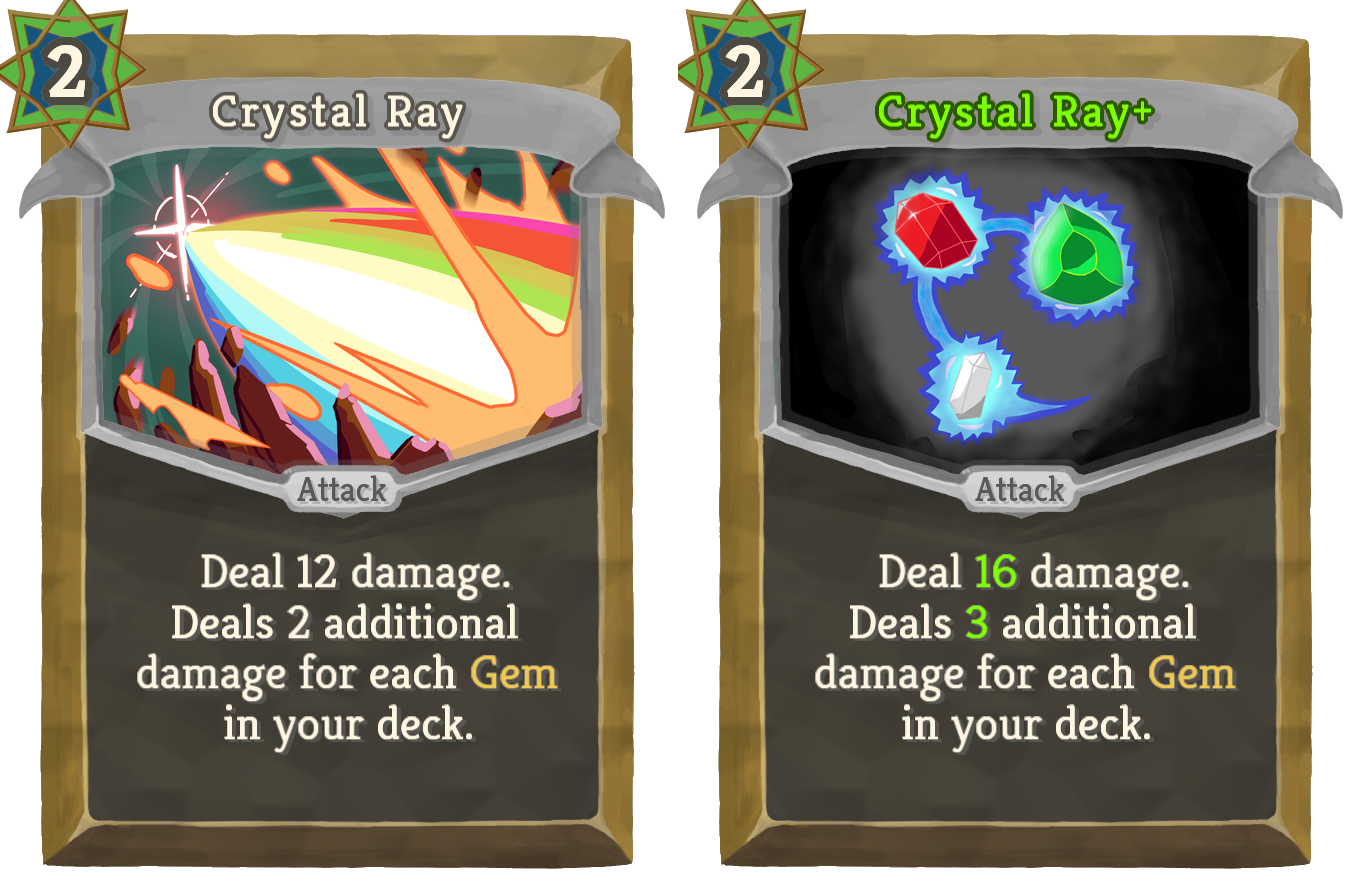 2
Crystal Ray
Attack
Deal 12 damage.
Deals 2 additional
damage for each Gem
in your deck.
2
Crystal Ray+
Attack
Deal 16 damage.
Deals 3 additional
damage for each Gem
in your deck.